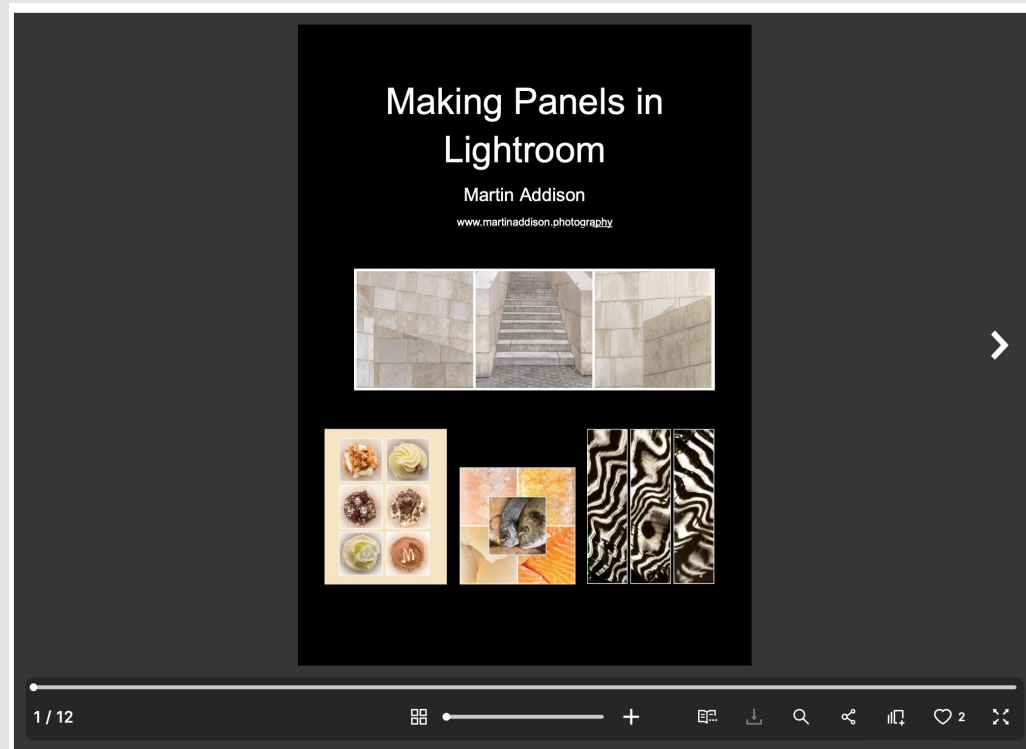 Making Panels in
Lightroom
Martin Addison
www.martinaddison.photography
M
1 / 12
2